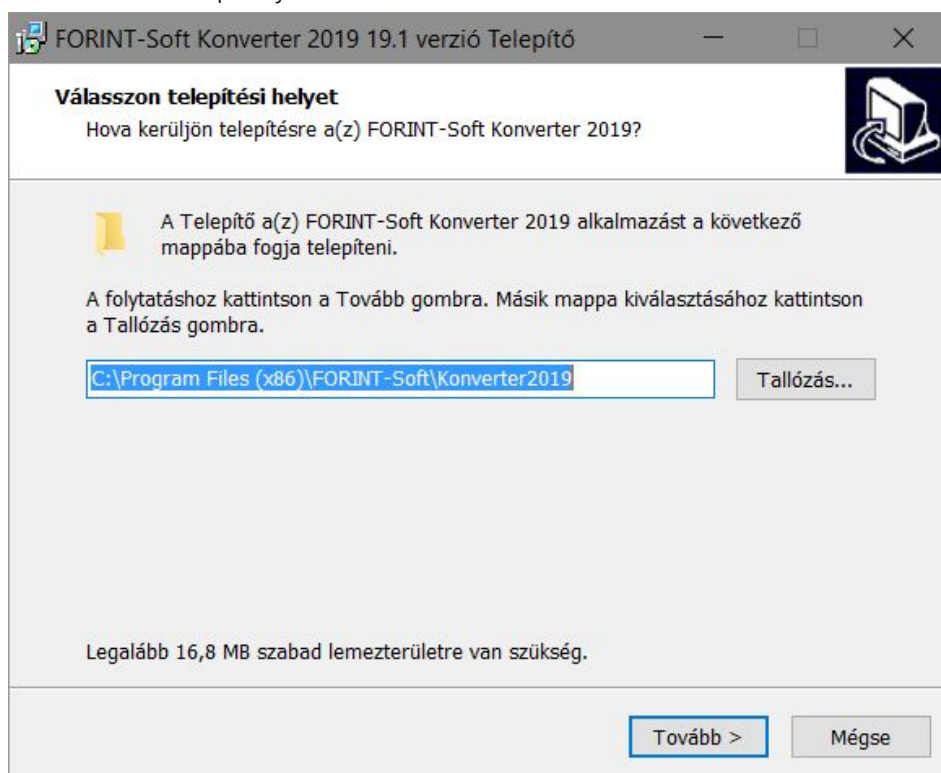 FORINT-Soft Konverter 2019 19.1 verzió Telepítő
Válasszon telepítési helyet
Hova kerüljön telepítésre a(z) FORINT-Soft Konverter 2019?
A Telepítő a(z) FORINT-Soft Konverter 2019 alkalmazást a következő
mappába fogja telepíteni.
A folytatáshoz kattintson a Tovább gombra. Másik mappa kiválasztásához kattintson
a Tallózás gombra.
C:\Program Files (x86)\FORINT-Soft\Konverter2019
Tallózás...
Legalább 16,8 MB szabad lemezterületre van szükség.
Tovább >
Mégse